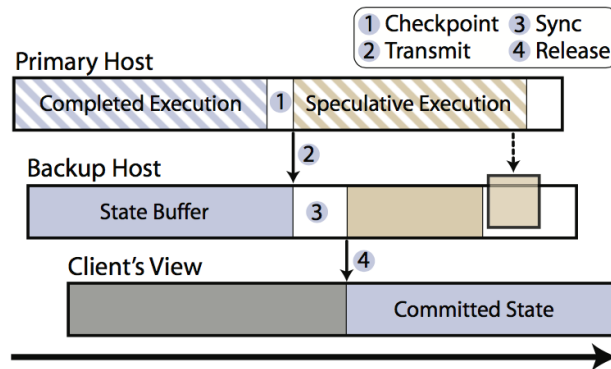 1 Checkpoint 3 Sync
2 Transmit 4 Release
Primary Host
Completed Execution 1 Speculative Execution
2
Backup Host
State Buffer 3
4
Client's View
Committed State